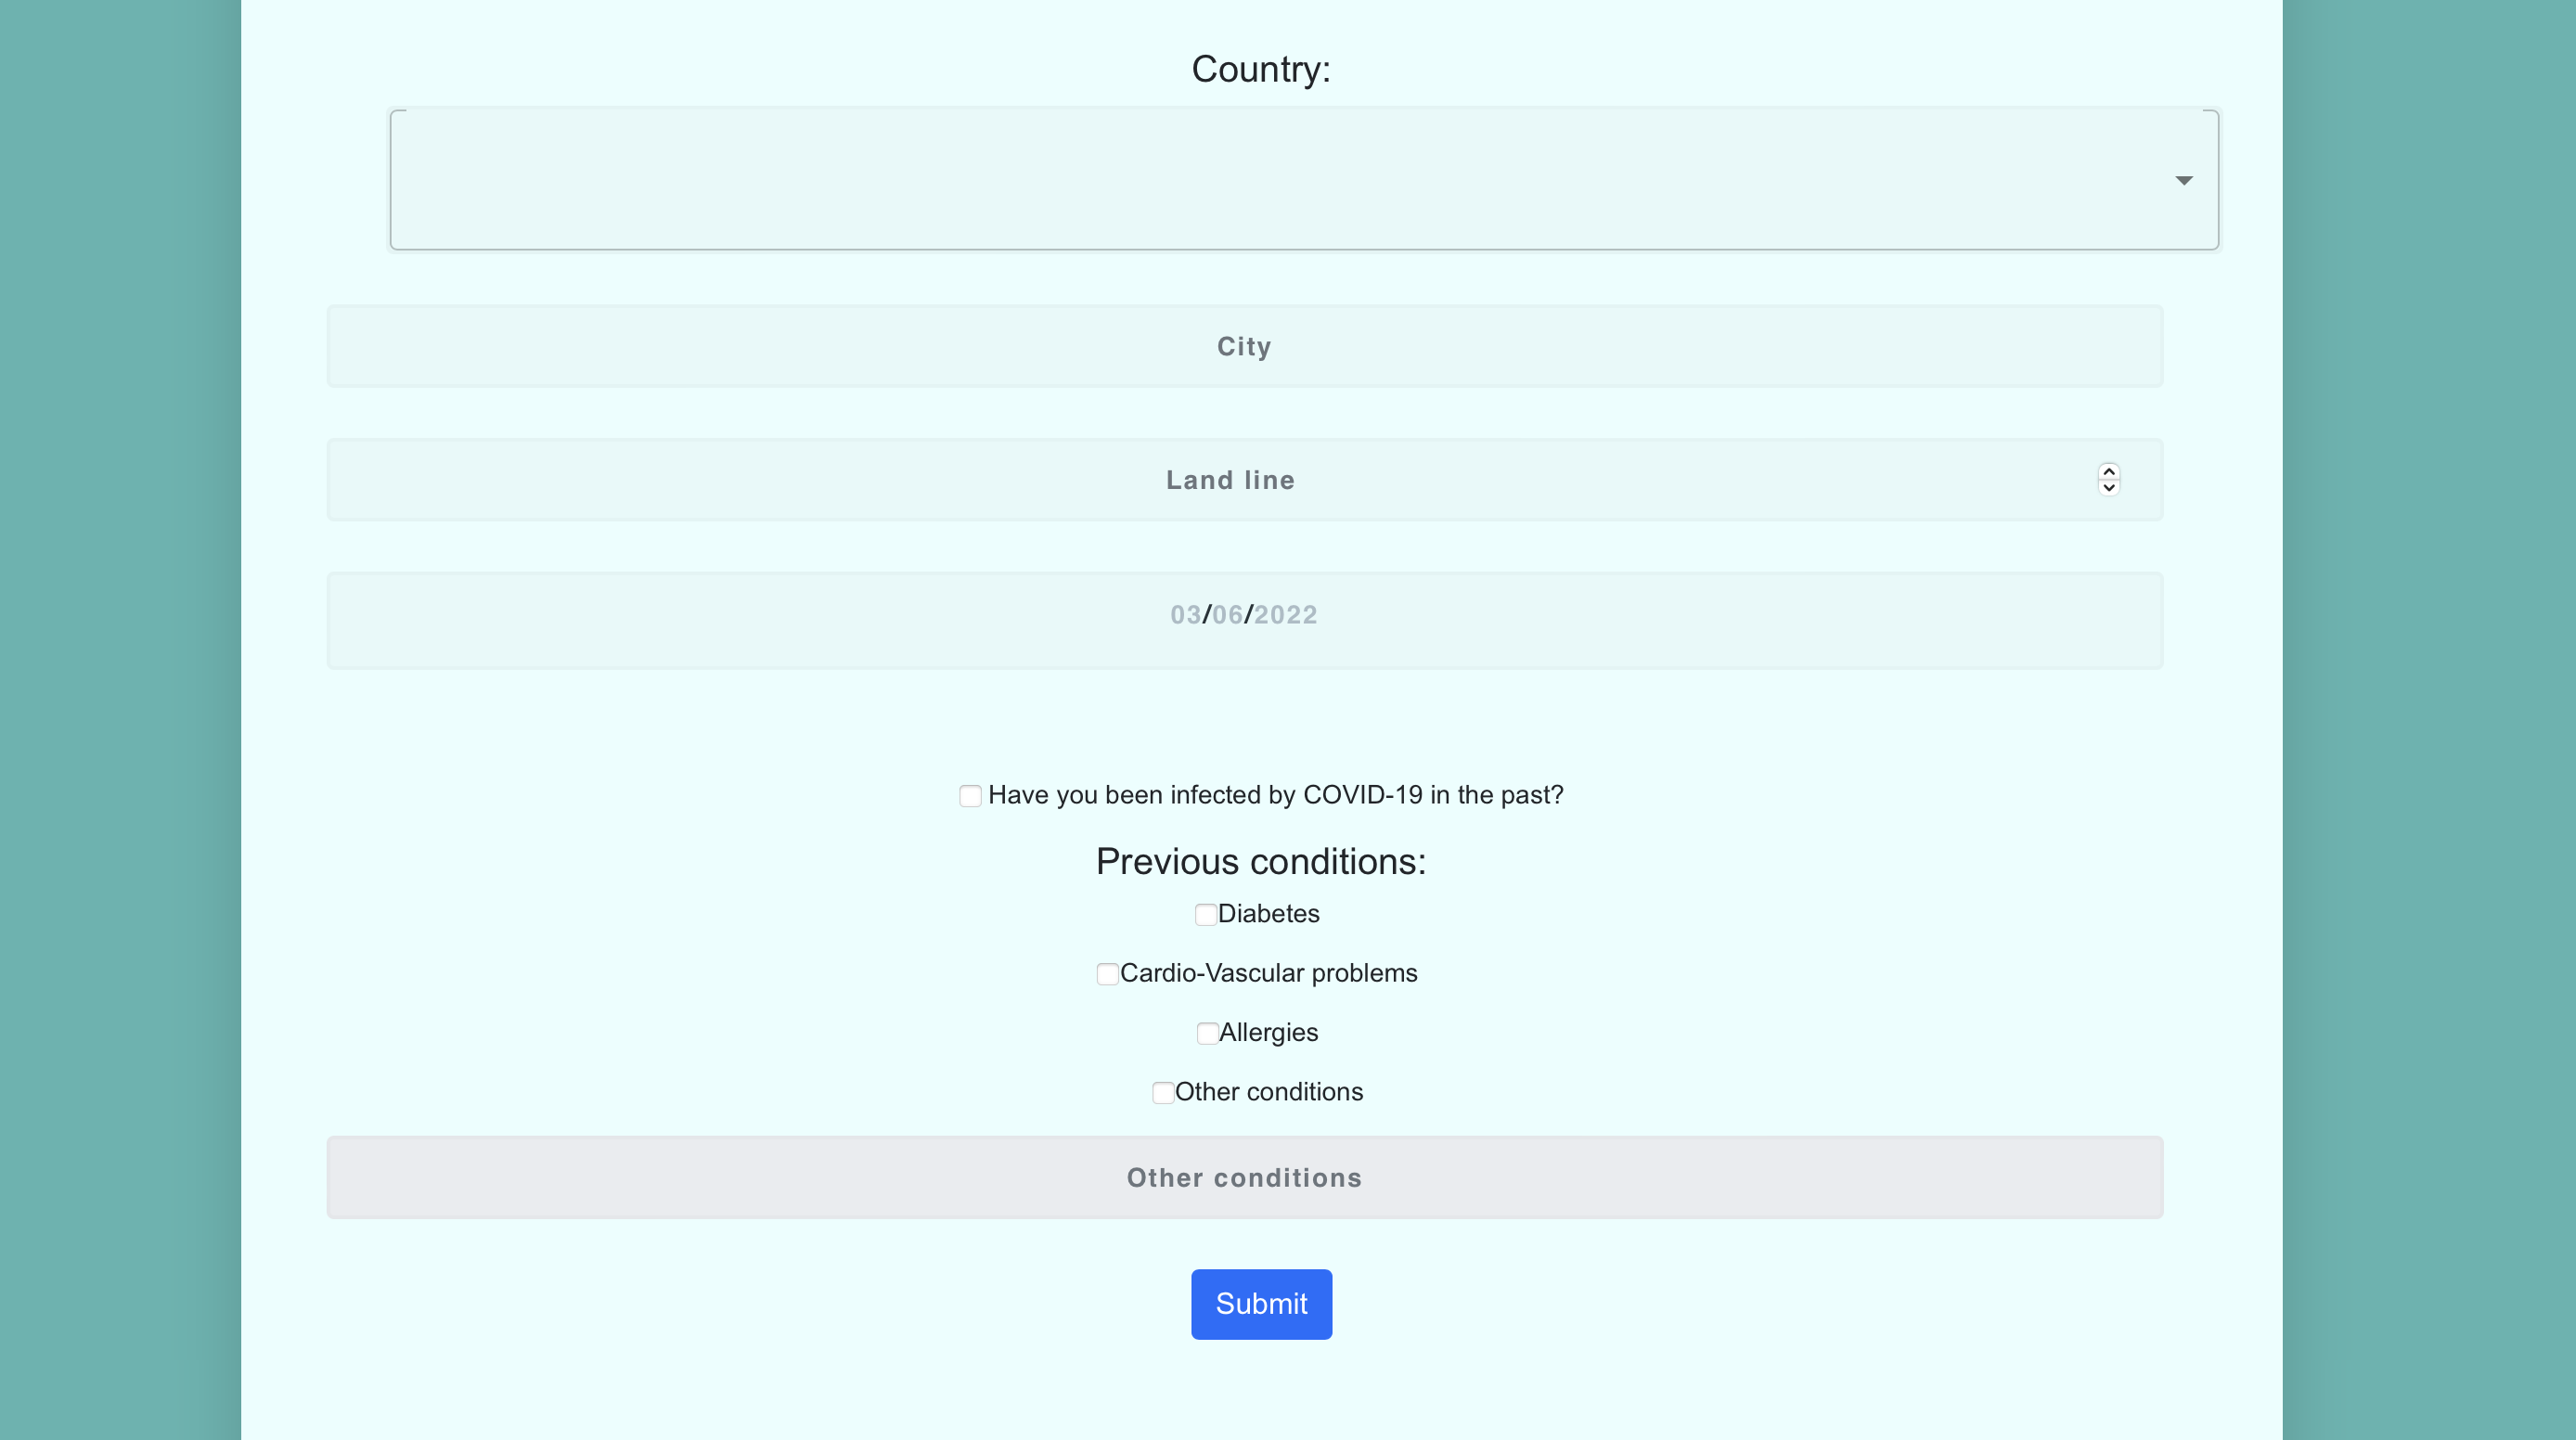 Country:
City
Land line
03/06/2022
Have you been infected by COVID-19 in the past?
Previous conditions:
Diabetes
Cardio-Vascular problems
Allergies
Other conditions
Other conditions
Submit